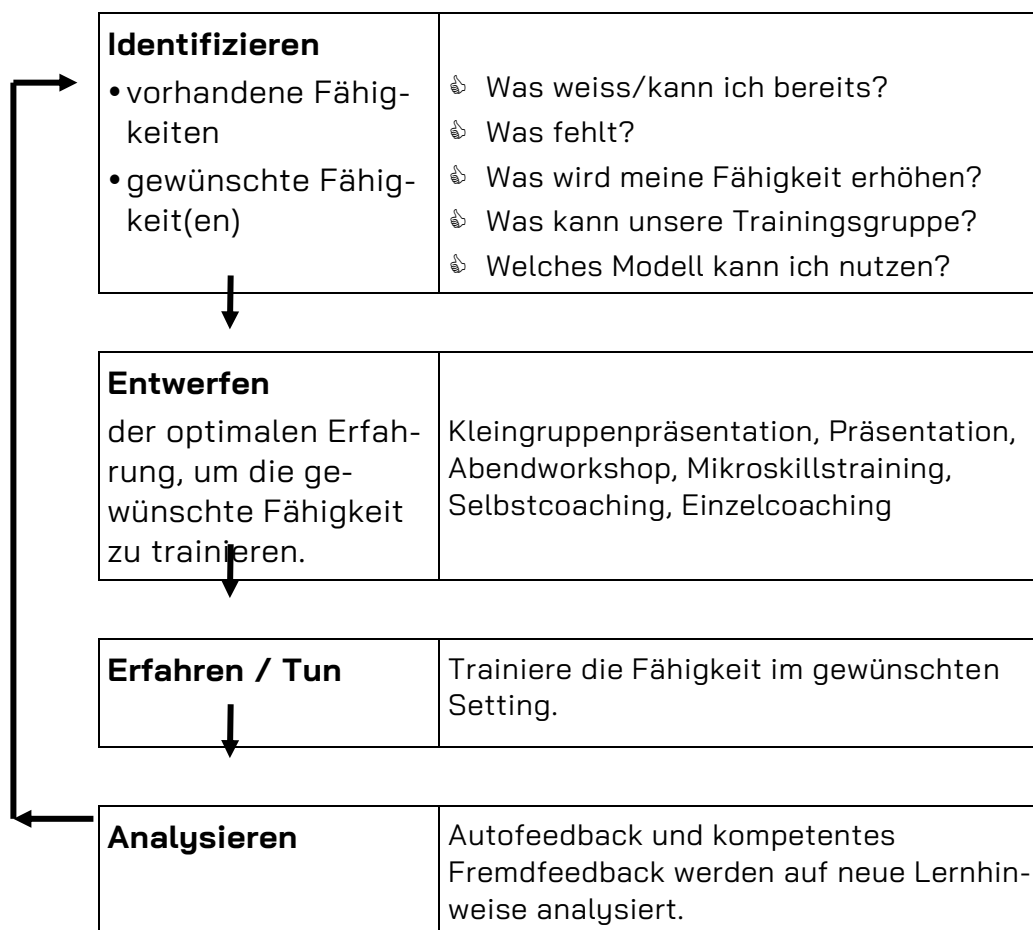 Identifizieren
• vorhandene Fähig-
keiten
• gewünschte Fähig-
keit(en)
👍 Was weiss/kann ich bereits?
👍 Was fehlt?
👍 Was wird meine Fähigkeit erhöhen?
👍 Was kann unsere Trainingsgruppe?
👍 Welches Modell kann ich nutzen?
Entwerfen
der optimalen Erfah-
rung, um die ge-
wünschte Fähigkeit
zu trainieren.
Kleingruppenpräsentation, Präsentation,
Abendworkshop, Mikroskillstraining,
Selbstcoaching, Einzelcoaching
Erfahren / Tun
Trainiere die Fähigkeit im gewünschten
Setting.
Analysieren
Autofeedback und kompetentes
Fremdfeedback werden auf neue Lernhin-
weise analysiert.